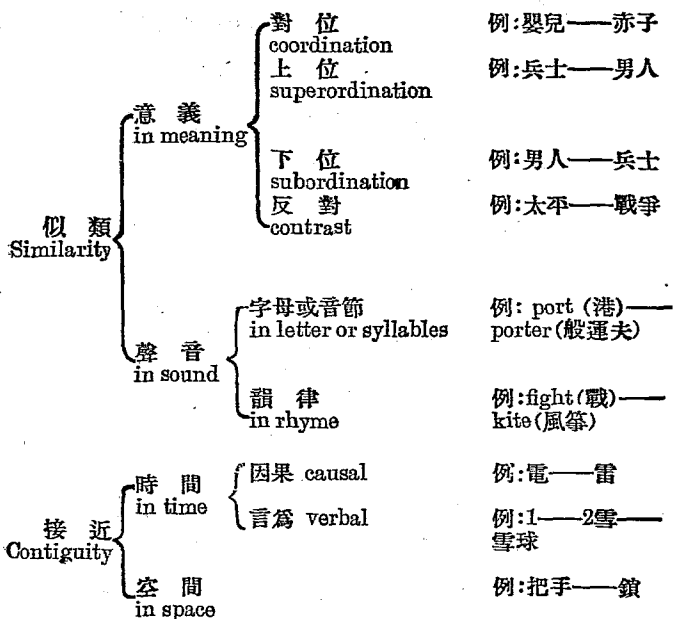 似類
Similarity
意義
in meaning
對位
coordination
例:嬰兒——赤子
上位
superordination
例:兵士——男人
下位
subordination
例:男人——兵士
反對
contrast
例:太平——戰爭
聲音
in sound
字母或音節
in letter or syllables
例: port (港)——
porter(般運夫)
韻律
in rhyme
例:fight(戰)——
kite(風箏)
接近
Contiguity
時間
in time
因果 causal
例:電——雷
言爲 verbal
例:1——2雪——
雪球
空間
in space
例:把手——鎖